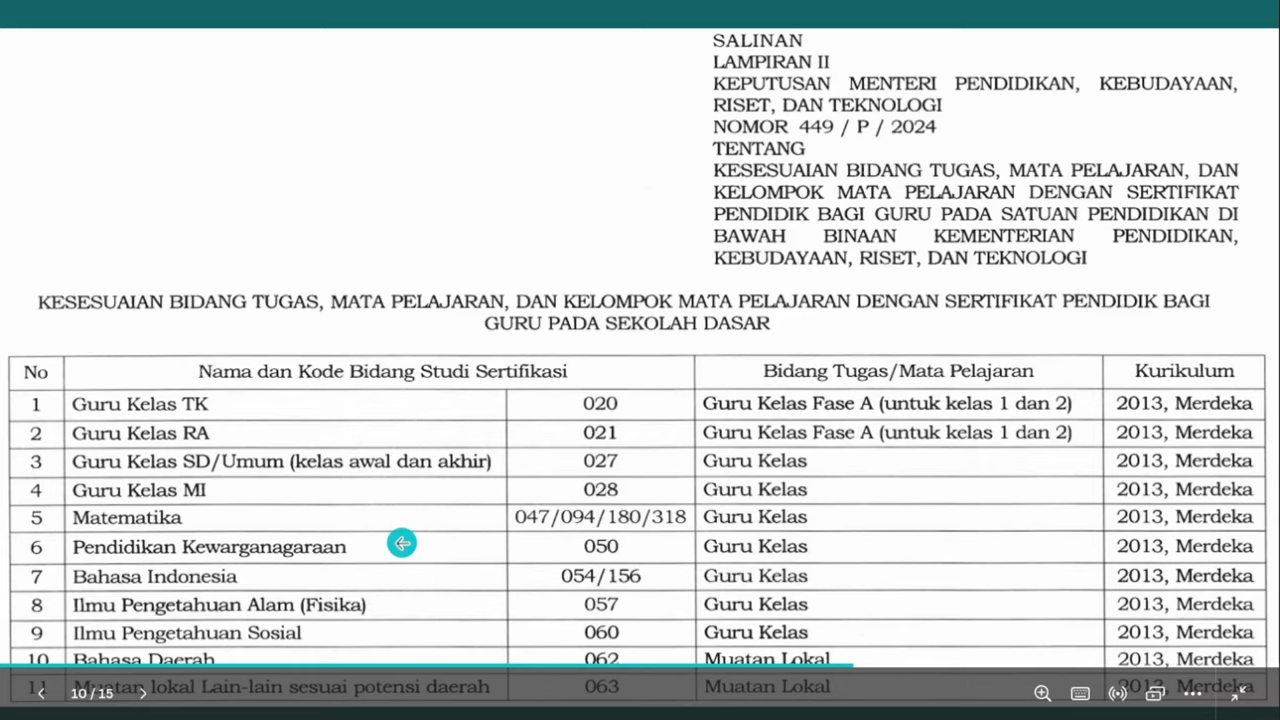 SALINAN
LAMPIRAN II
KEPUTUSAN MENTERI PENDIDIKAN, KEBUDAYAAN,
RISET, DAN TEKNOLOGI
NOMOR 449 / P / 2024
TENTANG
KESESUAIAN BIDANG TUGAS, MATA PELAJARAN, DAN
KELOMPOK MATA PELAJARAN DENGAN SERTIFIKAT
PENDIDIK BAGI GURU PADA SATUAN PENDIDIKAN DI
BAWAH BINAAN KEMENTERIAN PENDIDIKAN,
KEBUDAYAAN, RISET, DAN TEKNOLOGI
KESESUAIAN BIDANG TUGAS, MATA PELAJARAN, DAN KELOMPOK MATA PELAJARAN DENGAN SERTIFIKAT PENDIDIK BAGI
GURU PADA SEKOLAH DASAR
No Nama dan Kode Bidang Studi Sertifikasi Bidang Tugas/Mata Pelajaran Kurikulum
1 Guru Kelas TK 020 Guru Kelas Fase A (untuk kelas 1 dan 2) 2013, Merdeka
2 Guru Kelas RA 021 Guru Kelas Fase A (untuk kelas 1 dan 2) 2013, Merdeka
3 Guru Kelas SD/Umum (kelas awal dan akhir) 027 Guru Kelas 2013, Merdeka
4 Guru Kelas MI 028 Guru Kelas 2013, Merdeka
5 Matematika 047/094/180/318 Guru Kelas 2013, Merdeka
6 Pendidikan Kewarganagaraan 050 Guru Kelas 2013, Merdeka
7 Bahasa Indonesia 054/156 Guru Kelas 2013, Merdeka
8 Ilmu Pengetahuan Alam (Fisika) 057 Guru Kelas 2013, Merdeka
9 Ilmu Pengetahuan Sosial 060 Guru Kelas 2013, Merdeka
10 Bahasa Daerah 062 Muatan Lokal 2013, Merdeka
11 Muatan lokal Lain-lain sesuai potensi daerah 063 Muatan Lokal 2013, Merdeka
10 / 15